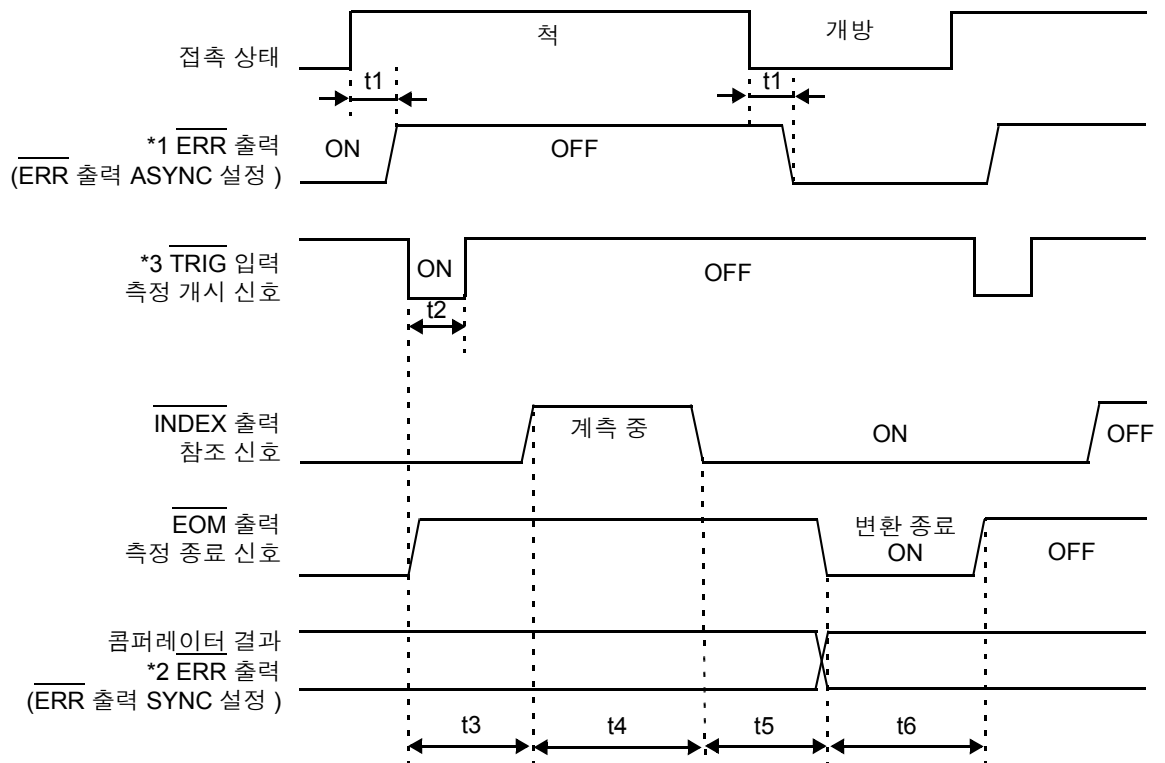 척
개방
접촉 상태
t1
t1
*1 ERR 출력
(ERR 출력 ASYNC 설정 )
ON
OFF
*3 TRIG 입력
측정 개시 신호
ON
OFF
t2
INDEX 출력
참조 신호
계측 중
ON
OFF
EOM 출력
측정 종료 신호
변환 종료
ON
OFF
콤퍼레이터 결과
*2 ERR 출력
(ERR 출력 SYNC 설정 )
t3
t4
t5
t6